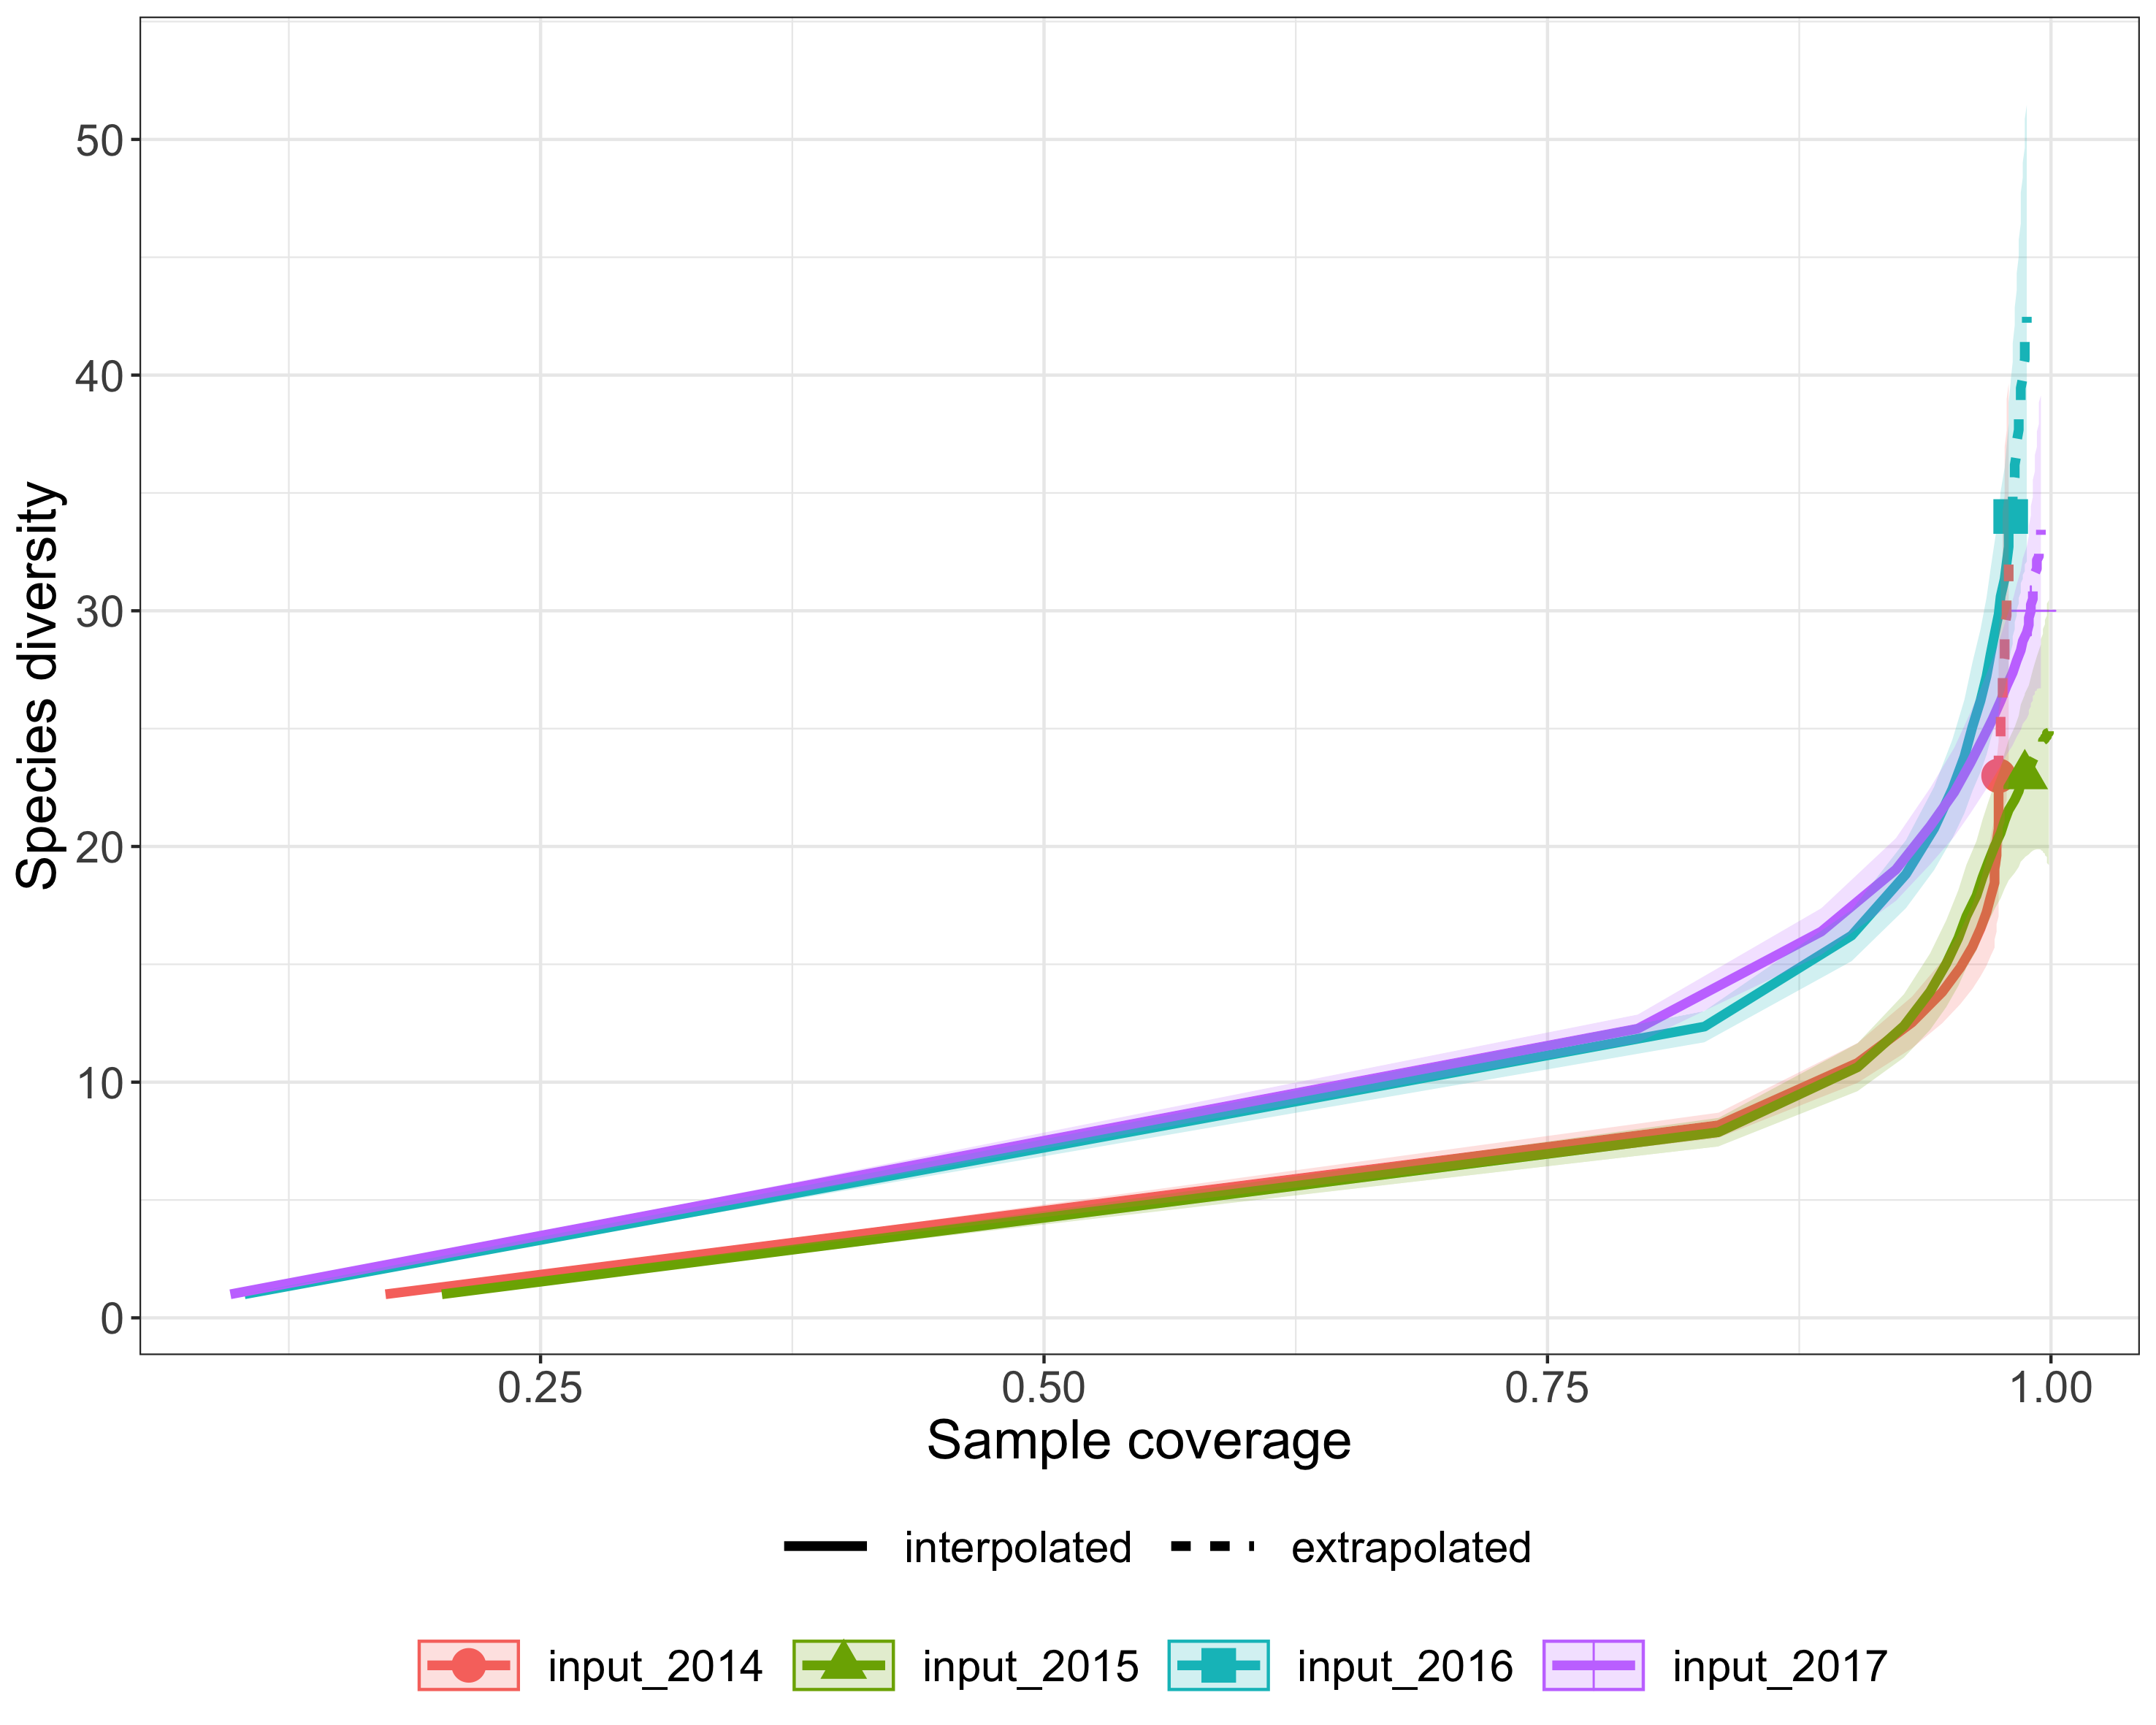 Species diversity
50
40
30
20
10
0
0.25 0.50 0.75 1.00
Sample coverage
interpolated extrapolated
input_2014 input_2015 input_2016 input_2017